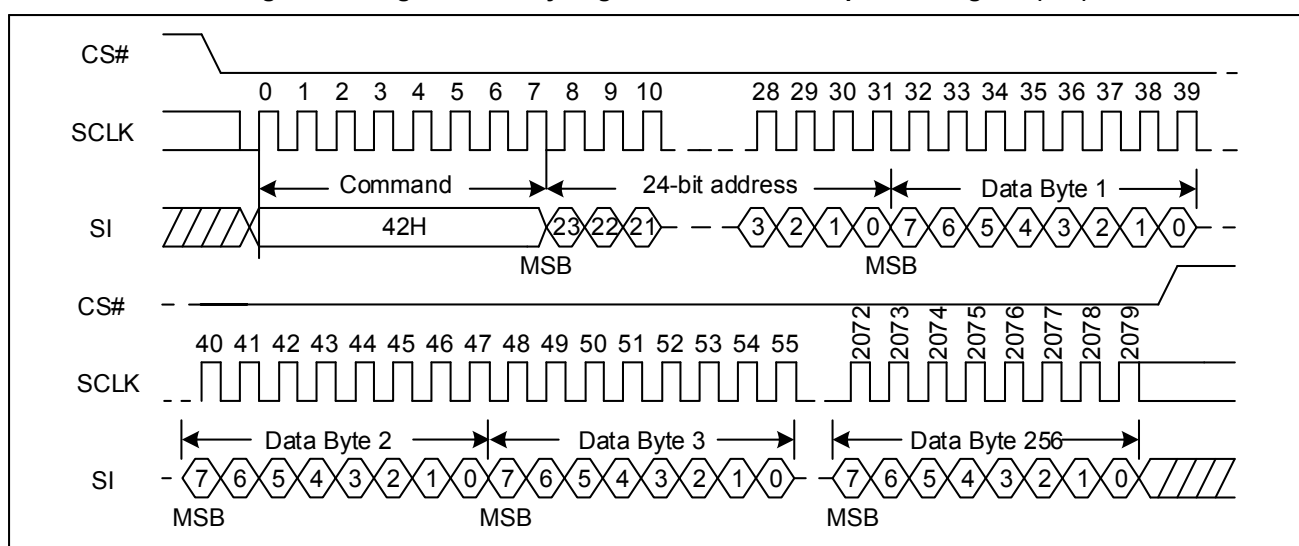 CS#
0 1 2 3 4 5 6 7 8 9 10 28 29 30 31 32 33 34 35 36 37 38 39
SCLK
Command 24-bit address Data Byte 1
SI 42H 23 22 21 3 2 1 0 7 6 5 4 3 2 1 0
MSB MSB
CS#
40 41 42 43 44 45 46 47 48 49 50 51 52 53 54 55 2072 2073 2074 2075 2076 2077 2078 2079
SCLK
Data Byte 2 Data Byte 3 Data Byte 256
SI 7 6 5 4 3 2 1 0 7 6 5 4 3 2 1 0 7 6 5 4 3 2 1 0
MSB MSB MSB